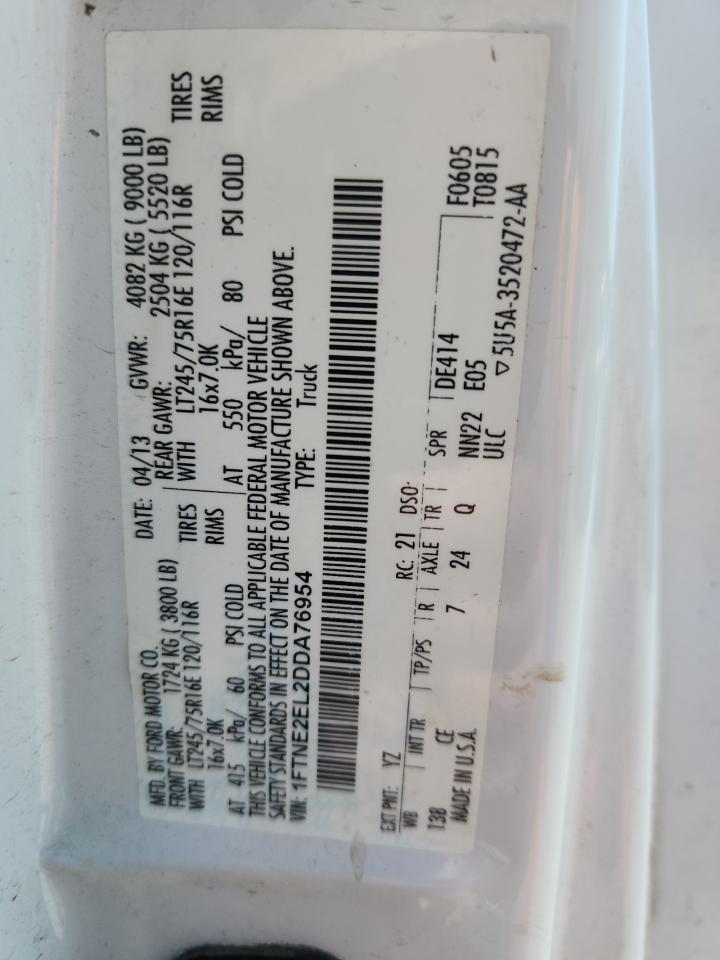 MFD. BY FORD MOTOR CO.
DATE: 04/13 GVWR: 4082 KG ( 9000 LB)
FRONT GAWR: 1724 KG ( 3800 LB) REAR GAWR: 2504 KG ( 5520 LB)
WITH LT245/75R16E 120/116R TIRES WITH LT245/75R16E 120/116R TIRES
16x7.0K RIMS 16x7.0K RIMS
AT 415 kPa/ 60 PSI COLD AT 550 kPa/ 80 PSI COLD
THIS VEHICLE CONFORMS TO ALL APPLICABLE FEDERAL MOTOR VEHICLE
SAFETY STANDARDS IN EFFECT ON THE DATE OF MANUFACTURE SHOWN ABOVE.
VIN: 1FTNE2EL2DDA76954 TYPE: Truck
EXT PNT: YZ RC: 21 DSO: F0605
WB INT TR TP/PS R AXLE TR SPR DE414 T0815
138 CE 7 24 Q NN22 E05
MADE IN U.S.A. ULC ▽5U5A-3520472-AA